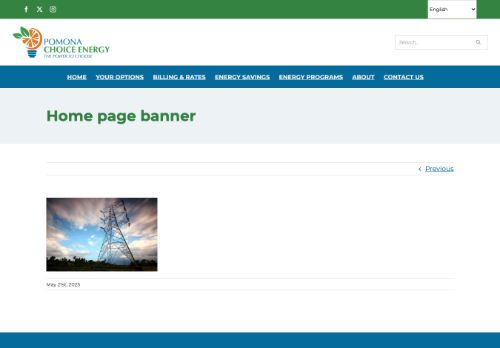 English
POMONA
CHOICE ENERGY
THE POWER TO CHOOSE
Search...
HOME YOUR OPTIONS BILLING & RATES ENERGY SAVINGS ENERGY PROGRAMS ABOUT CONTACT US
Home page banner
Previous
May 21st, 2023